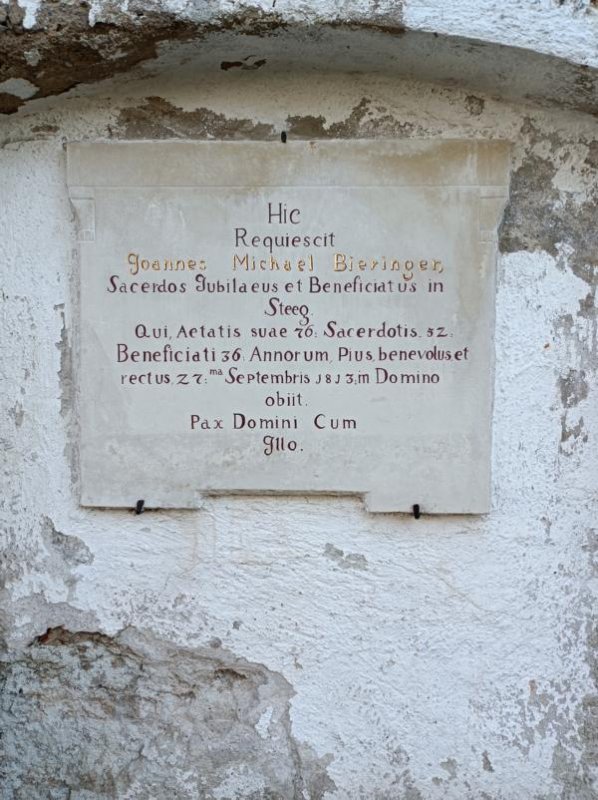 Hic
Requiescit
Joannes Michael Bieringer,
Sacerdos Jubilaeus et Beneficiatus in
Steeg.
Qui, Aetatis suae 76. Sacerdotis. 52.
Beneficiati 36. Annorum, Pius, benevolus et
rectus. 27.ma Septembris 1813. in Domino
obiit.
Pax Domini Cum
Illo.